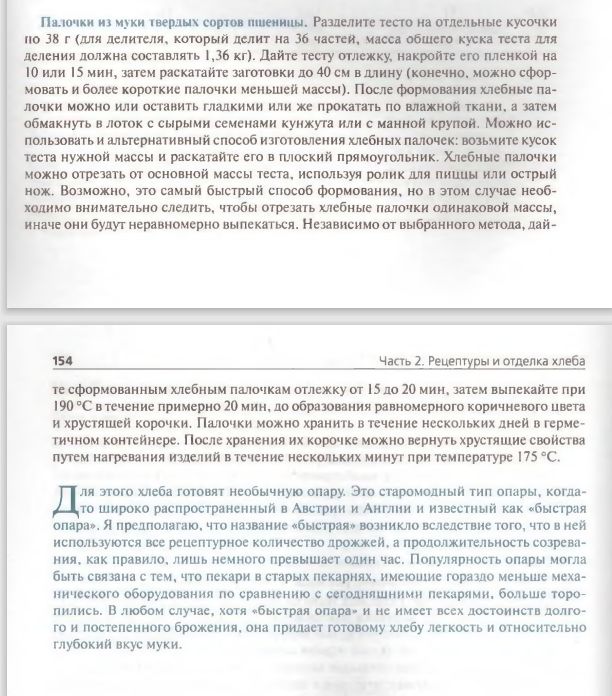 Палочки из муки твердых сортов пшеницы. Разделите тесто на отдельные кусочки
по 38 г (для делителя, который делит на 36 частей, масса общего куска теста для
деления должна составлять 1,36 кг). Дайте тесту отлежку, накройте его пленкой на
10 или 15 мин, затем раскатайте заготовки до 40 см в длину (конечно, можно сфор-
мовать и более короткие палочки меньшей массы). После формования хлебные па-
лочки можно или оставить гладкими или же прокатать по влажной ткани, а затем
обмакнуть в лоток с сырыми семенами кунжута или с манной крупой. Можно ис-
пользовать и альтернативный способ изготовления хлебных палочек: возьмите кусок
теста нужной массы и раскатайте его в плоский прямоугольник. Хлебные палочки
можно отрезать от основной массы теста, используя ролик для пиццы или острый
нож. Возможно, это самый быстрый способ формования, но в этом случае необ-
ходимо внимательно следить, чтобы отрезать хлебные палочки одинаковой массы,
иначе они будут неравномерно выпекаться. Независимо от выбранного метода, дай-
154 Часть 2. Рецептуры и отделка хлеба
те сформованным хлебным палочкам отлежку от 15 до 20 мин, затем выпекайте при
190 °С в течение примерно 20 мин, до образования равномерного коричневого цвета
и хрустящей корочки. Палочки можно хранить в течение нескольких дней в герме-
тичном контейнере. После хранения их корочке можно вернуть хрустящие свойства
путем нагревания изделий в течение нескольких минут при температуре 175 °С.
Для этого хлеба готовят необычную опару. Это старомодный тип опары, когда-
то широко распространенный в Австрии и Англии и известный как «быстрая
опара». Я предполагаю, что название «быстрая» возникло вследствие того, что в ней
используются все рецептурное количество дрожжей, а продолжительность созрева-
ния, как правило, лишь немного превышает один час. Популярность опары могла
быть связана с тем, что пекари в старых пекарнях, имеющие гораздо меньше меха-
нического оборудования по сравнению с сегодняшними пекарями, больше торо-
пились. В любом случае, хотя «быстрая опара» и не имеет всех достоинств долго-
го и постепенного брожения, она придает готовому хлебу легкость и относительно
глубокий вкус муки.